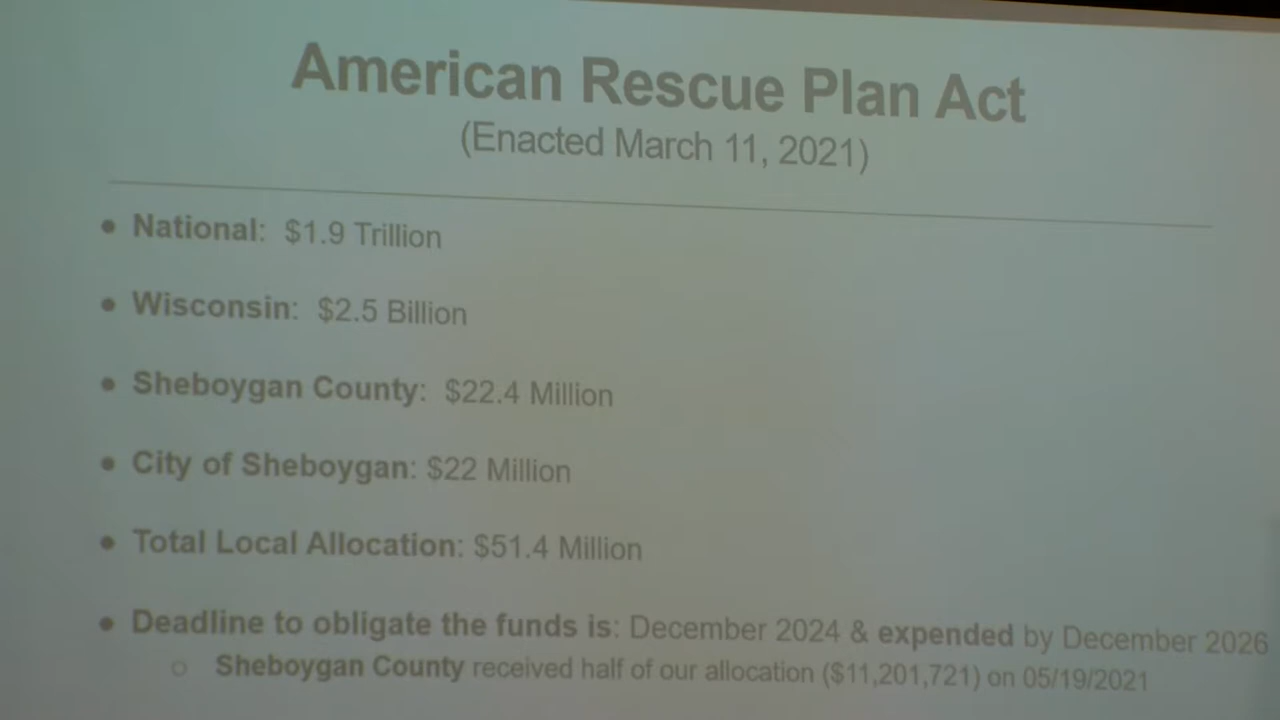 American Rescue Plan Act
(Enacted March 11, 2021)
• National: $1.9 Trillion
• Wisconsin: $2.5 Billion
• Sheboygan County: $22.4 Million
• City of Sheboygan: $22 Million
• Total Local Allocation: $51.4 Million
• Deadline to obligate the funds is: December 2024 & expended by December 2026
○ Sheboygan County received half of our allocation ($11,201,721) on 05/19/2021